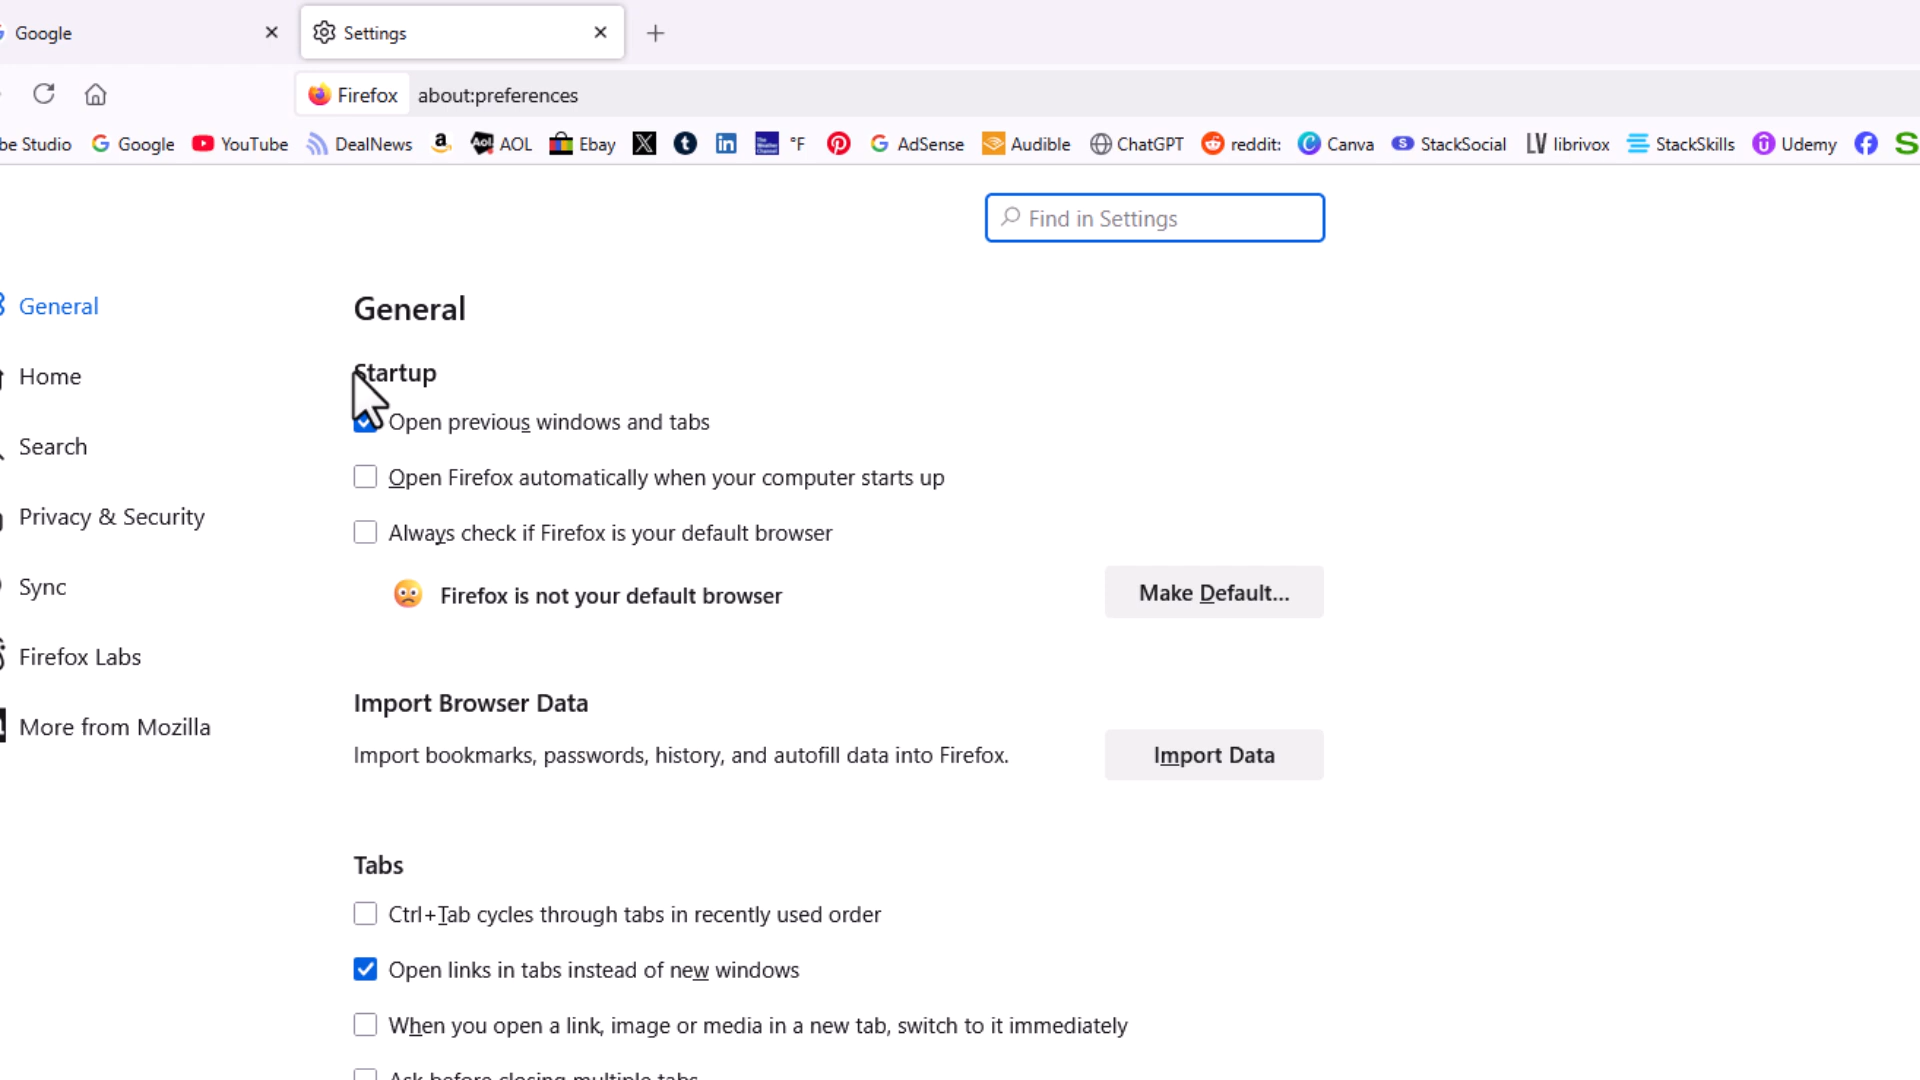 Google
Settings
Firefox about:preferences
be Studio Google YouTube DealNews AOL Ebay °F AdSense Audible ChatGPT reddit: Canva StackSocial librivox StackSkills Udemy
Find in Settings
General
General
Startup
Home
Open previous windows and tabs
Search
Open Firefox automatically when your computer starts up
Privacy & Security
Always check if Firefox is your default browser
Sync
Firefox is not your default browser
Make Default...
Firefox Labs
Import Browser Data
More from Mozilla
Import bookmarks, passwords, history, and autofill data into Firefox.
Import Data
Tabs
Ctrl+Tab cycles through tabs in recently used order
Open links in tabs instead of new windows
When you open a link, image or media in a new tab, switch to it immediately
Ask before closing multiple tabs